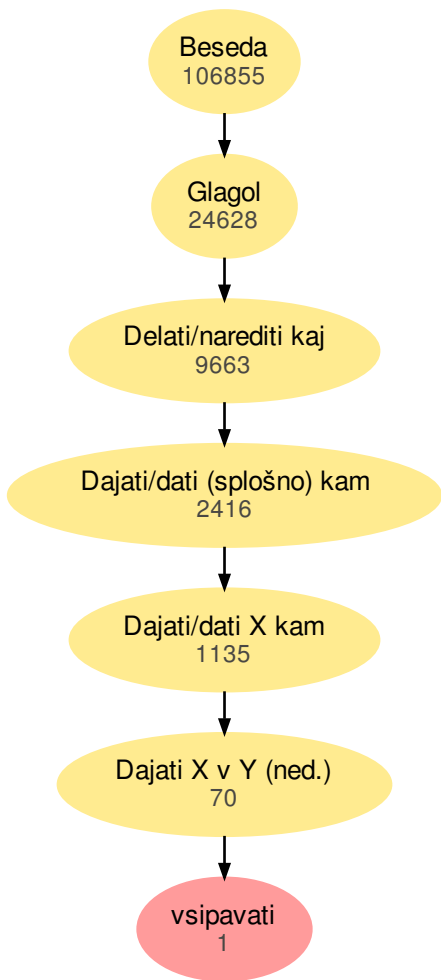 Beseda
106855
Glagol
24628
Delati/narediti kaj
9663
Dajati/dati (splošno) kam
2416
Dajati/dati X kam
1135
Dajati X v Y (ned.)
70
vsipavati
1